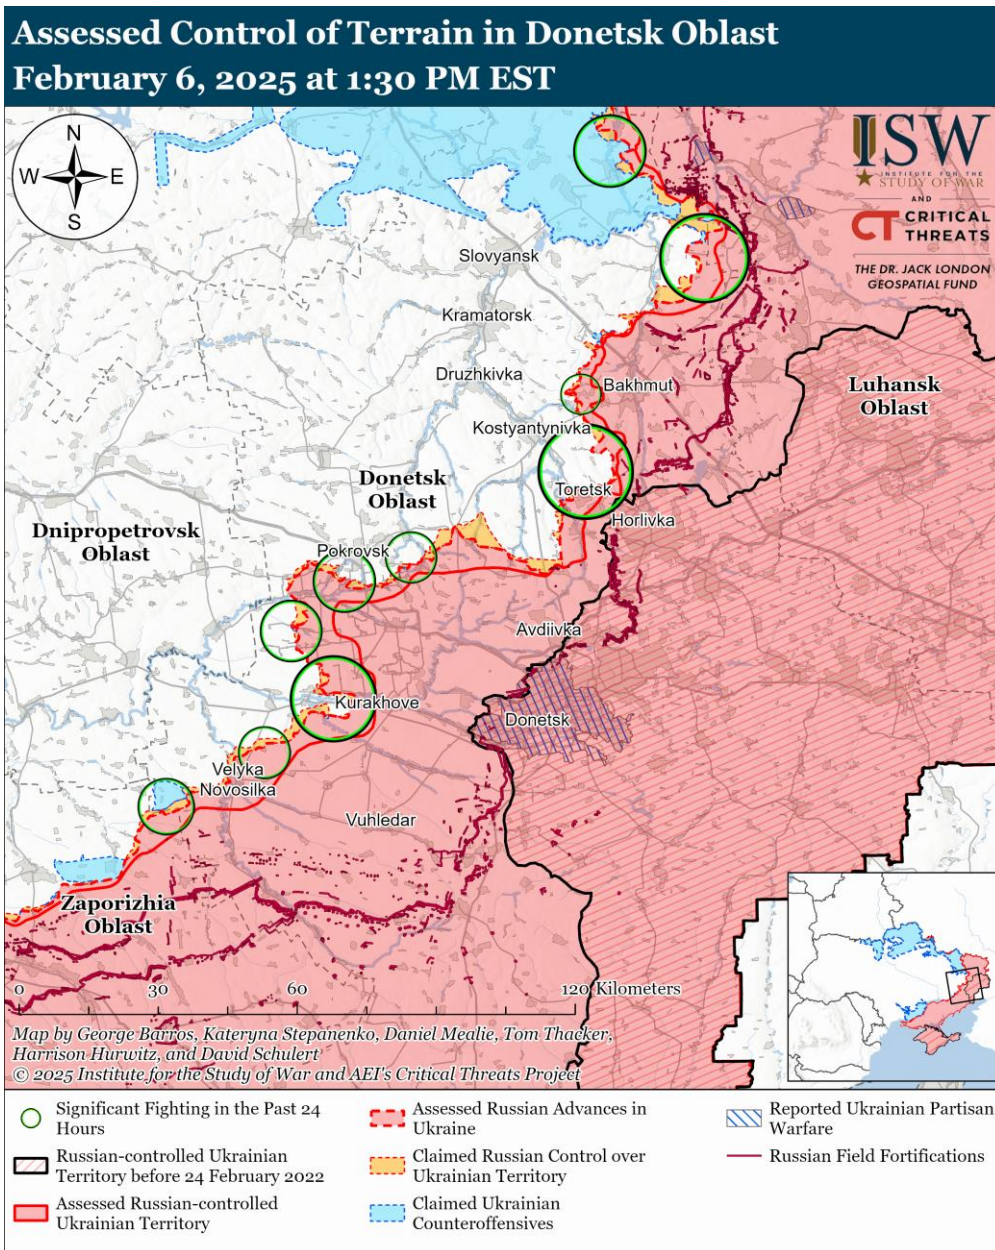 Assessed Control of Terrain in Donetsk Oblast
February 6, 2025 at 1:30 PM EST
N
W
E
S
ISW
INSTITUTE FOR THE
STUDY OF WAR
AND
CT CRITICAL
THREATS
THE DR. JACK LONDON
GEOSPATIAL FUND
Slovyansk
Kramatorsk
Druzhkivka
Bakhmut
Luhansk
Oblast
Kostyantynivka
Donetsk
Oblast
Toretsk
Horlivka
Dnipropetrovsk
Oblast
Pokrovsk
Avdiivka
Kurakhove
Donetsk
Velyka
Novosilka
Vuhledar
Zaporizhia
Oblast
0
30
60
120 Kilometers
Map by George Barros, Kateryna Stepanenko, Daniel Mealie, Tom Thacker,
Harrison Hurwitz, and David Schulert
© 2025 Institute for the Study of War and AEI's Critical Threats Project
Significant Fighting in the Past 24
Hours
Russian-controlled Ukrainian
Territory before 24 February 2022
Assessed Russian-controlled
Ukrainian Territory
Assessed Russian Advances in
Ukraine
Claimed Russian Control over
Ukrainian Territory
Claimed Ukrainian
Counteroffensives
Reported Ukrainian Partisan
Warfare
Russian Field Fortifications